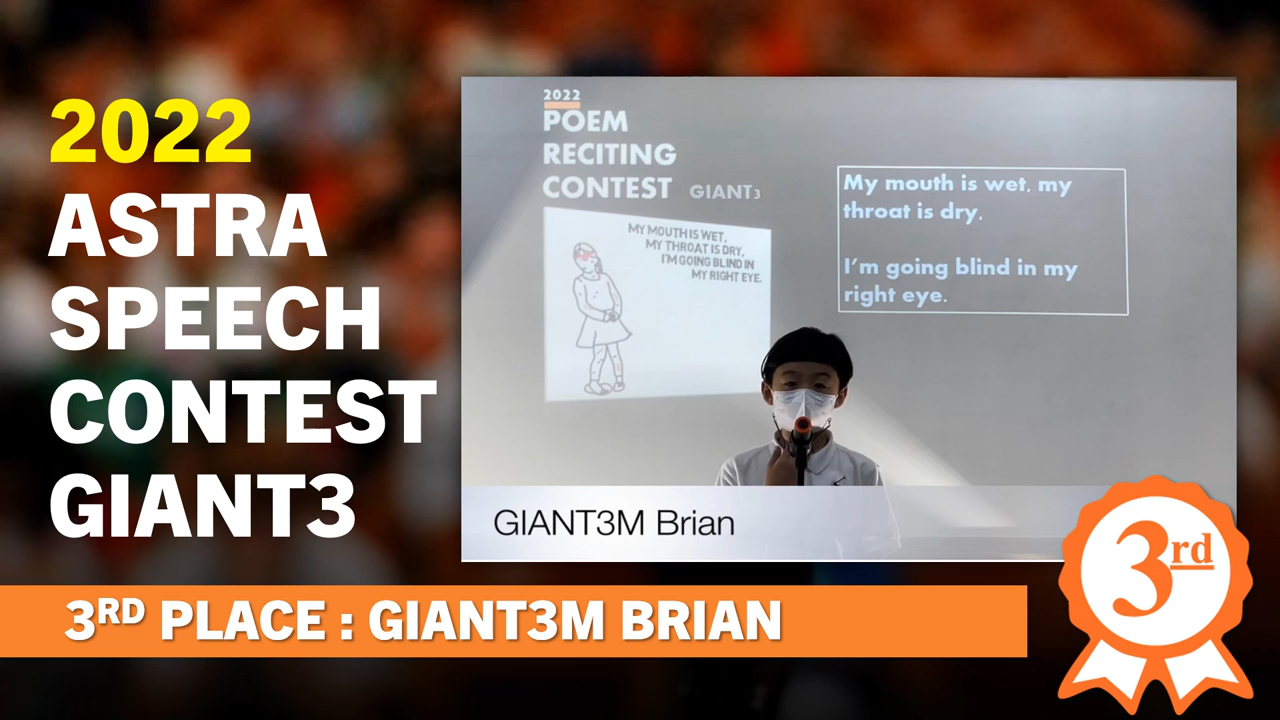 2022
ASTRA
SPEECH
CONTEST
GIANT3
2022
POEM
RECITING
CONTEST GIANT3
MY MOUTH IS WET,
MY THROAT IS DRY,
I'M GOING BLIND IN
MY RIGHT EYE.
My mouth is wet, my
throat is dry.
I'm going blind in my
right eye.
GIANT3M Brian
3rd
3RD PLACE : GIANT3M BRIAN